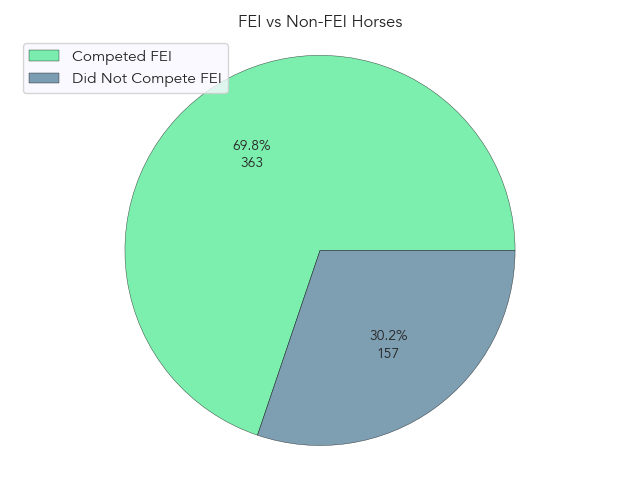 FEI vs Non-FEI Horses
Competed FEI
Did Not Compete FEI
69.8%
363
30.2%
157